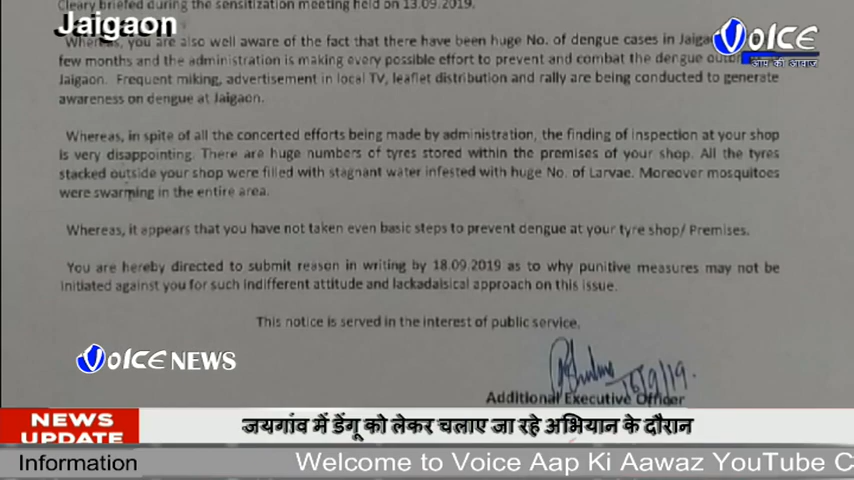 Cleary briefed during the sensitization meeting held on 13.09.2019.
Jaigaon
Whereas, you are also well aware of the fact that there have been huge No. of dengue cases in
few months and the administration is making every possible effort to prevent and combat the dengue
Jaigaon. Frequent miking, advertisement in local TV, leaflet distribution and rally are being conducted to generate
awareness on dengue at Jaigaon.
VOICE
आप की आवाज
Whereas, in spite of all the concerted efforts being made by administration, the finding of inspection at your shop
is very disappointing. There are huge numbers of tyres stored within the premises of your shop. All the tyres
stacked outside your shop were filled with stagnant water infested with huge No. of Larvae. Moreover mosquitoes
were swarming in the entire area.
Whereas, it appears that you have not taken even basic steps to prevent dengue at your tyre shop/ Premises.
You are hereby directed to submit reason in writing by 18.09.2019 as to why punitive measures may not be
initiated against you for such indifferent attitude and lackadaisical approach on this issue.
This notice is served in the interest of public service.
16/9/19.
Additional Executive Officer
VOICE NEWS
NEWS
UPDATE
जयगांव में डेंगू को लेकर चलाए जा रहे अभियान के दौरान
Information
Welcome to Voice Aap Ki Aawaz YouTube C